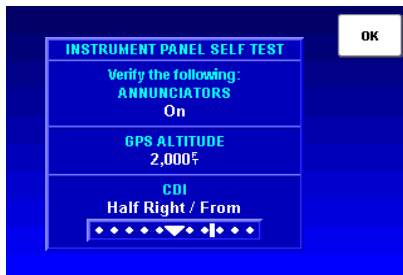 OK
INSTRUMENT PANEL SELF TEST
Verify the following:
ANNUNCIATORS
On
GPS ALTITUDE
2,000FT
CDI
Half Right / From